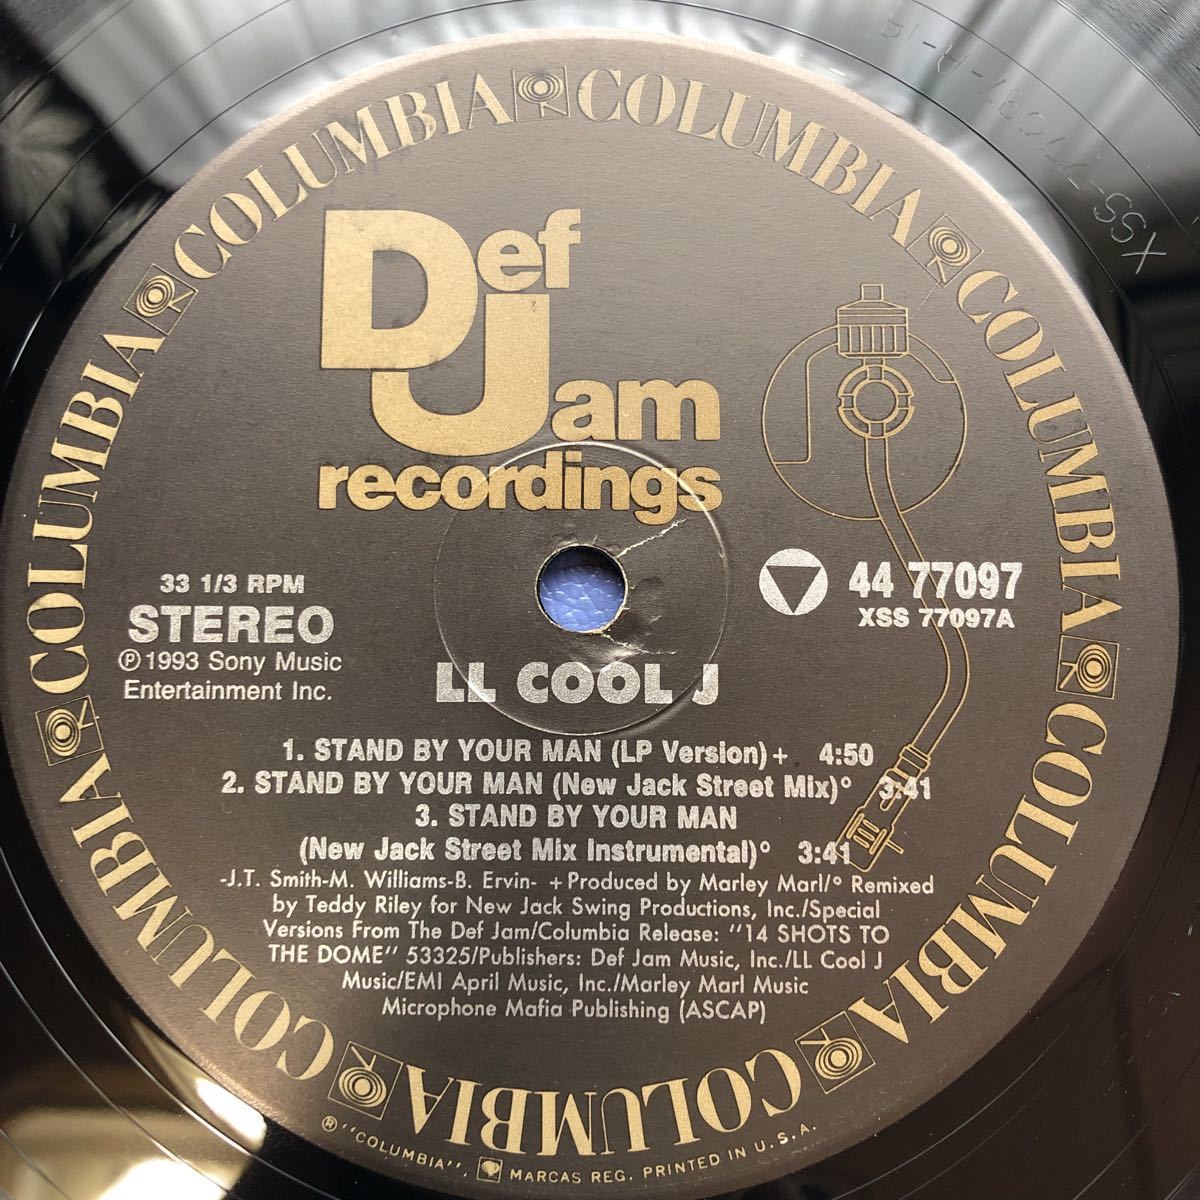 COLUMBIA COLUMBIA COLUMBIA COLUMBIA COLUMBIA COLUMBIA COLUMBIA COLUMBIA COLUMBIA
Def
Jam
recordings
33 1/3 RPM
STEREO
℗ 1993 Sony Music
Entertainment Inc.
44 77097
XSS 77097A
LL COOL J
1. STAND BY YOUR MAN (LP Version)+ 4:50
2. STAND BY YOUR MAN (New Jack Street Mix)° 3:41
3. STAND BY YOUR MAN
(New Jack Street Mix Instrumental)° 3:41
-J.T. Smith-M. Williams-B. Ervin- +Produced by Marley Marl/° Remixed
by Teddy Riley for New Jack Swing Productions, Inc./Special
Versions From The Def Jam/Columbia Release: "14 SHOTS TO
THE DOME" 53325/Publishers: Def Jam Music, Inc./LL Cool J
Music/EMI April Music, Inc./Marley Marl Music
Microphone Mafia Publishing (ASCAP)
® "COLUMBIA", MARCAS REG. PRINTED IN U.S.A.